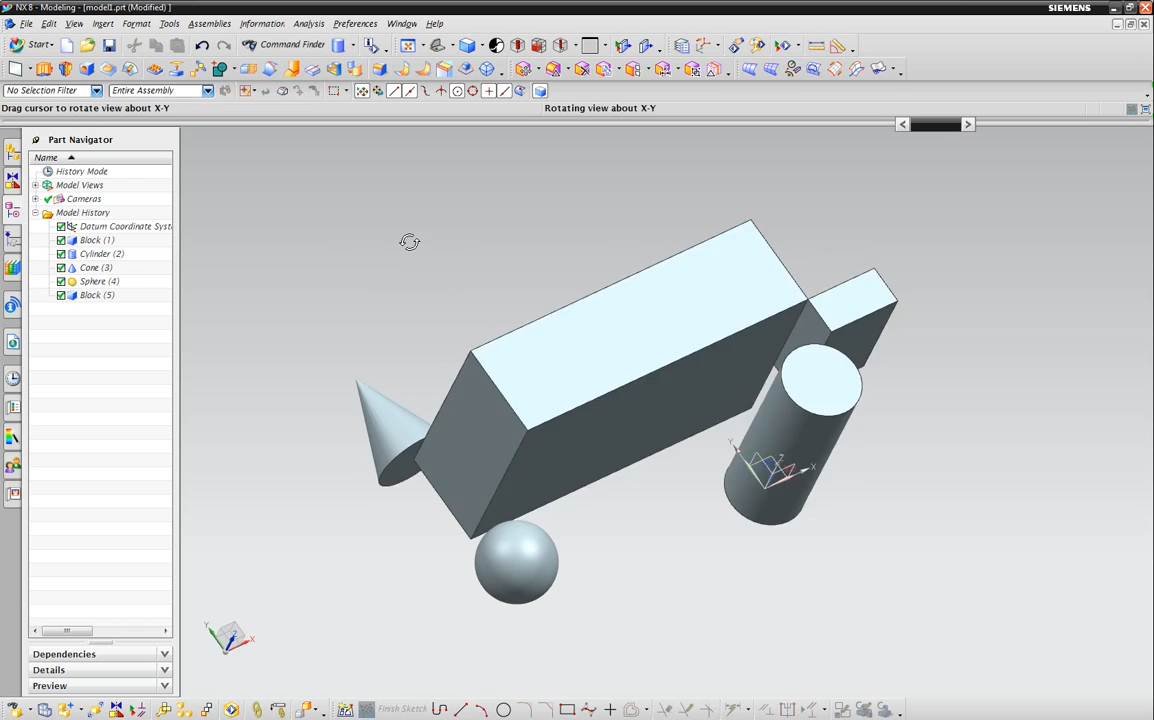 NX 8 - Modeling - [model1.prt (Modified) ]
SIEMENS
File Edit View Insert Format Tools Assemblies Information Analysis Preferences Window Help
Start Command Finder
No Selection Filter Entire Assembly
Drag cursor to rotate view about X-Y Rotating view about X-Y
Part Navigator
Name
History Mode
Model Views
Cameras
Model History
Datum Coordinate Syst
Block (1)
Cylinder (2)
Cone (3)
Sphere (4)
Block (5)
Y Z X
Y Z X
Dependencies
Details
Preview
Finish Sketch